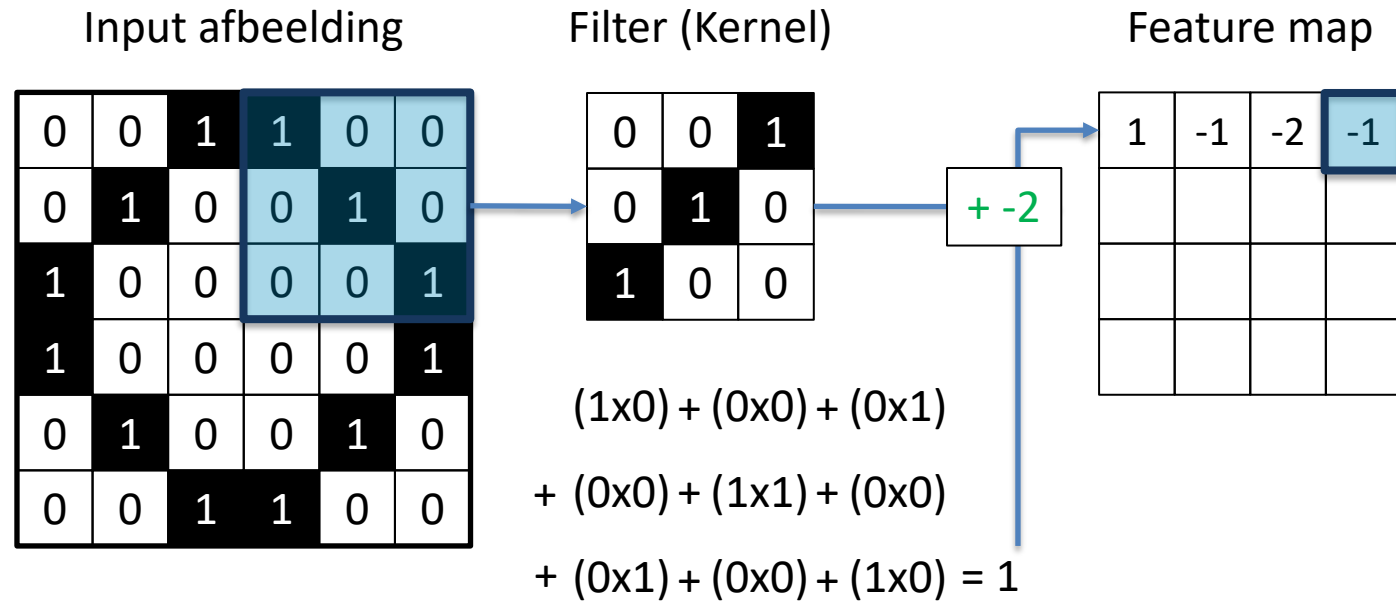 Input afbeelding
Filter (Kernel)
Feature map
0 0 1 1 0 0
0 1 0 0 1 0
1 0 0 0 0 1
1 0 0 0 0 1
0 1 0 0 1 0
0 0 1 1 0 0
0 0 1
0 1 0
1 0 0
+ -2
1 -1 -2 -1
(1x0) + (0x0) + (0x1)
+ (0x0) + (1x1) + (0x0)
+ (0x1) + (0x0) + (1x0) = 1